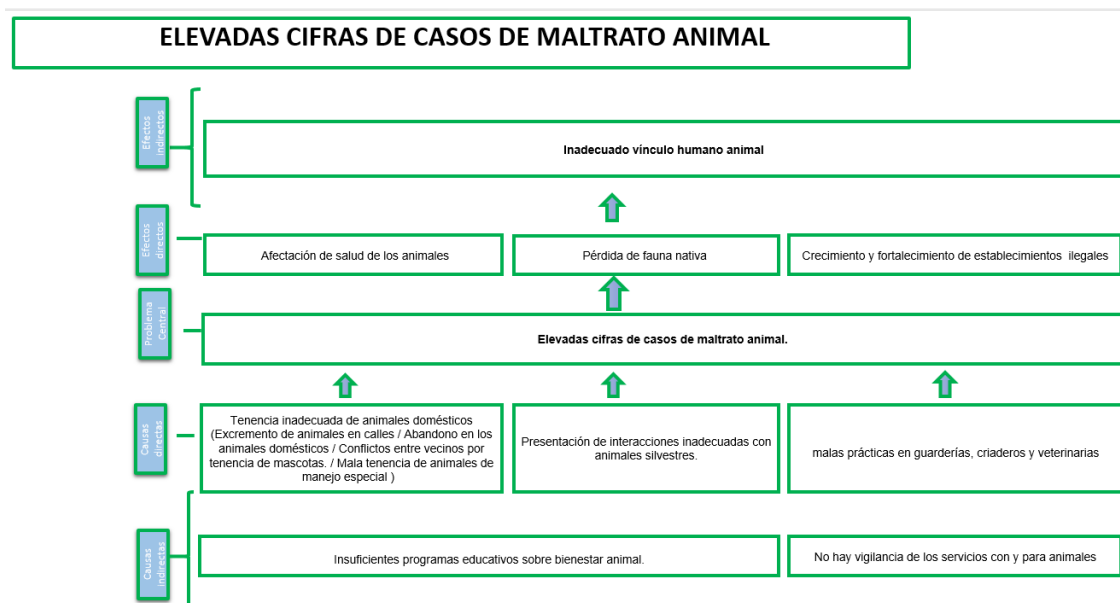 ELEVADAS CIFRAS DE CASOS DE MALTRATO ANIMAL
Efectos
indirectos
Inadecuado vínculo humano animal
Efectos
directos
Afectación de salud de los animales
Pérdida de fauna nativa
Crecimiento y fortalecimiento de establecimientos ilegales
Problema
Central
Elevadas cifras de casos de maltrato animal.
Causas
directas
Tenencia inadecuada de animales domésticos
(Excremento de animales en calles / Abandono en los
animales domésticos / Conflictos entre vecinos por
tenencia de mascotas. / Mala tenencia de animales de
manejo especial )
Presentación de interacciones inadecuadas con
animales silvestres.
malas prácticas en guarderías, criaderos y veterinarias
Causas
indirectas
Insuficientes programas educativos sobre bienestar animal.
No hay vigilancia de los servicios con y para animales